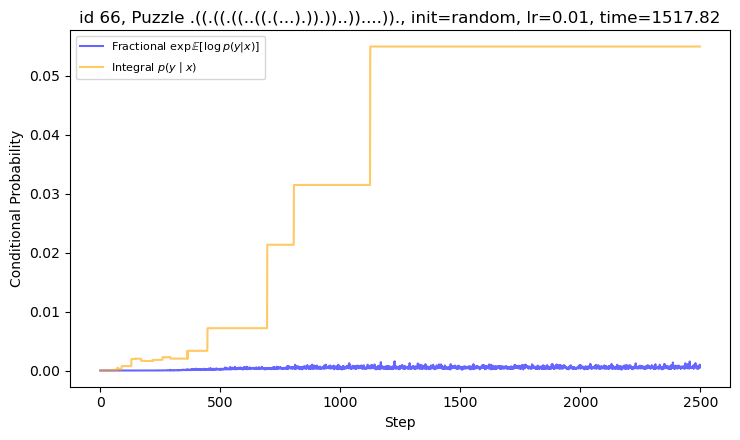 id 66, Puzzle .((.((.((..((.(...).)).))..))....))., init=random, lr=0.01, time=1517.82
Fractional exp𝔼[log p(y|x)]
Integral p(y | x)
0.05
0.04
0.03
0.02
0.01
0.00
Conditional Probability
0
500
1000
1500
2000
2500
Step